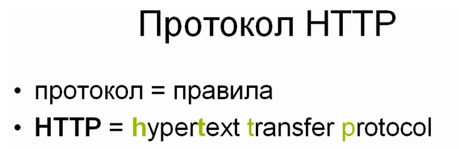 Протокол HTTP
• протокол = правила
• HTTP = hypertext transfer protocol